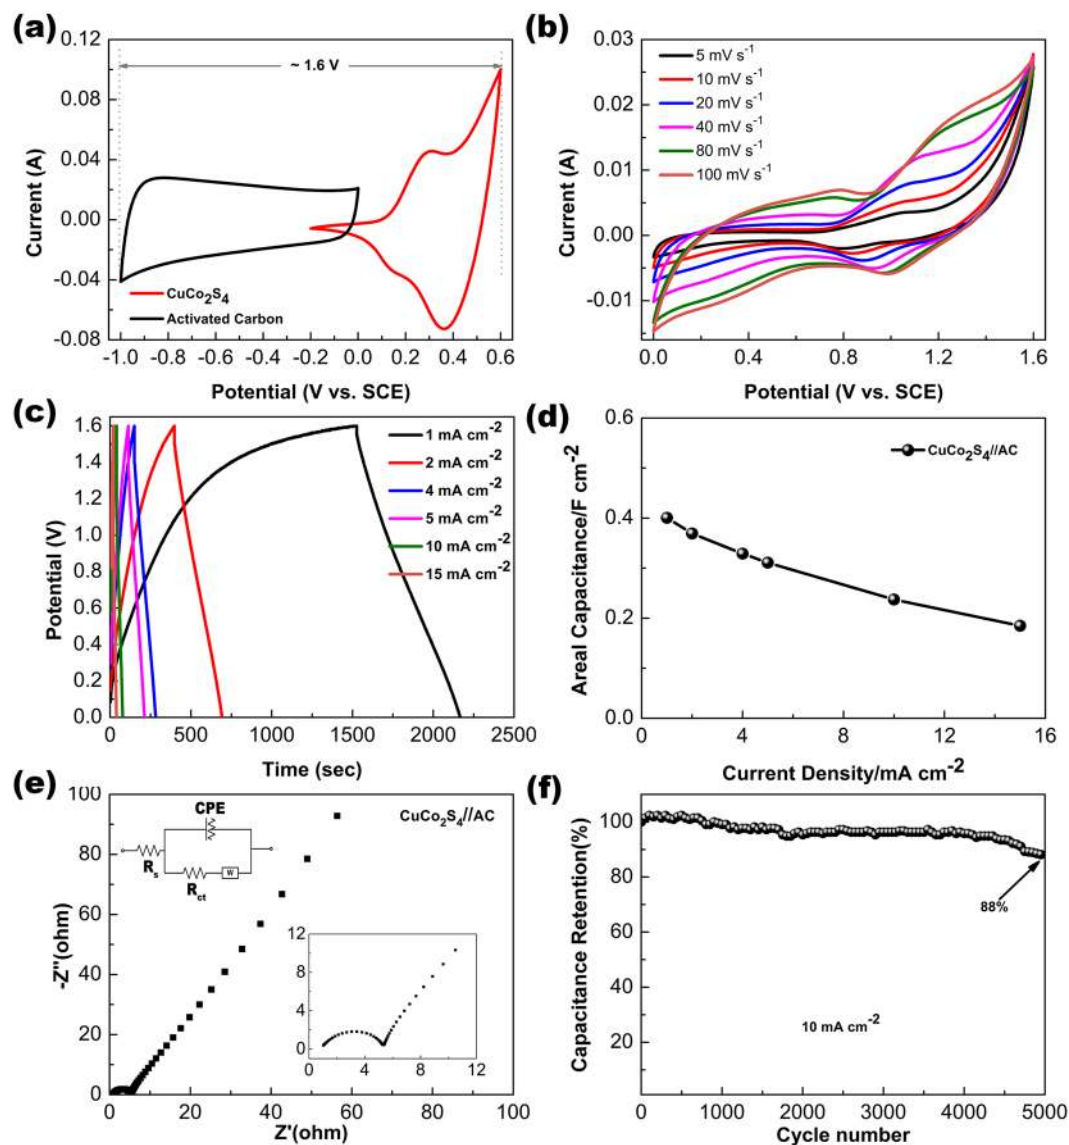 (a)
0.12
0.08
0.04
0.00
-0.04
-0.08
Current (A)
~ 1.6 V
CuCo₂S₄
Activated Carbon
-1.0 -0.8 -0.6 -0.4 -0.2 0.0 0.2 0.4 0.6
Potential (V vs. SCE)
(b)
0.03
0.02
0.01
0.00
-0.01
Current (A)
5 mV s⁻¹
10 mV s⁻¹
20 mV s⁻¹
40 mV s⁻¹
80 mV s⁻¹
100 mV s⁻¹
0.0 0.4 0.8 1.2 1.6
Potential (V vs. SCE)
(c)
1.6
1.4
1.2
1.0
0.8
0.6
0.4
0.2
0.0
Potential (V)
1 mA cm⁻²
2 mA cm⁻²
4 mA cm⁻²
5 mA cm⁻²
10 mA cm⁻²
15 mA cm⁻²
0 500 1000 1500 2000 2500
Time (sec)
(d)
0.6
0.4
0.2
0.0
Areal Capacitance/F cm⁻²
CuCo₂S₄//AC
0 4 8 12 16
Current Density/mA cm⁻²
(e)
100
80
60
40
20
0
-Z''(ohm)
CPE
Rₛ
R_ct
W
CuCo₂S₄//AC
12
8
4
0
0 4 8 12
0 20 40 60 80 100
Z'(ohm)
(f)
100
80
60
40
20
Capacitance Retention(%)
88%
10 mA cm⁻²
0 1000 2000 3000 4000 5000
Cycle number